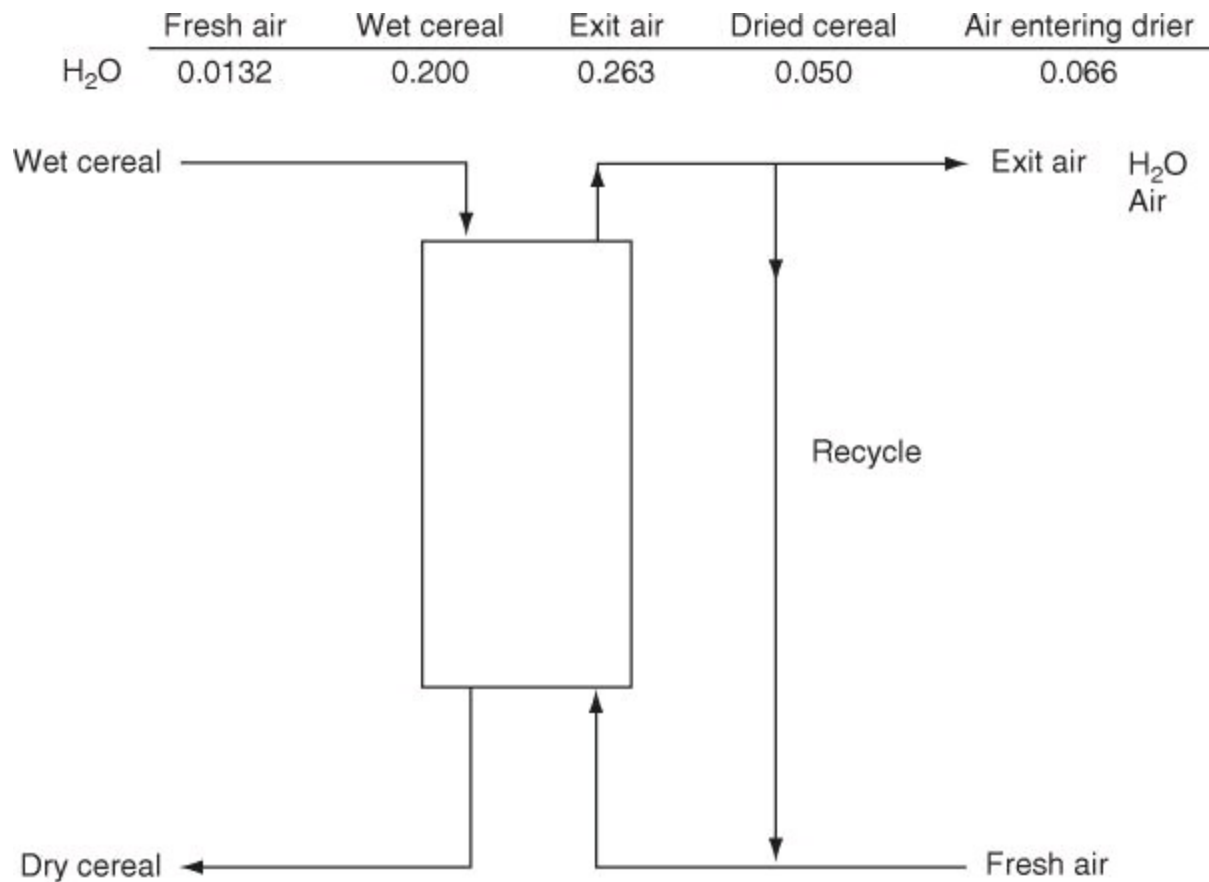 Fresh air Wet cereal Exit air Dried cereal Air entering drier
H₂O 0.0132 0.200 0.263 0.050 0.066
Wet cereal
Exit air H₂O
Air
Recycle
Dry cereal
Fresh air